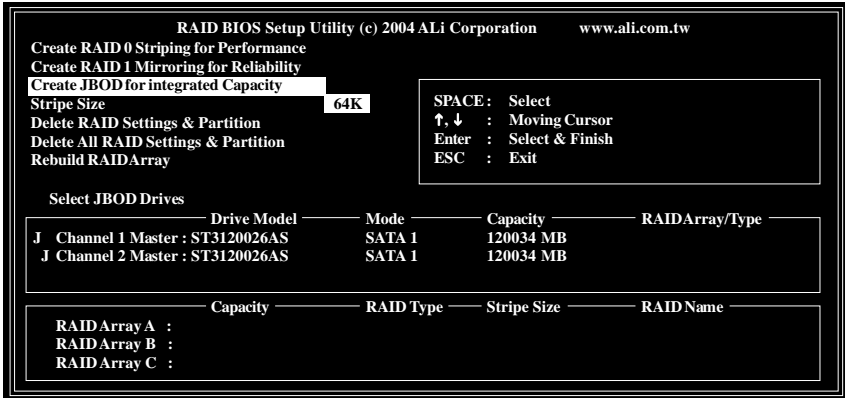 RAID BIOS Setup Utility (c) 2004 ALi Corporation www.ali.com.tw
Create RAID 0 Striping for Performance
Create RAID 1 Mirroring for Reliability
Create JBOD for integrated Capacity
Stripe Size 64K
Delete RAID Settings & Partition
Delete All RAID Settings & Partition
Rebuild RAID Array
SPACE : Select
↑, ↓ : Moving Cursor
Enter : Select & Finish
ESC : Exit
Select JBOD Drives
Drive Model Mode Capacity RAID Array/Type
J Channel 1 Master : ST3120026AS SATA 1 120034 MB
J Channel 2 Master : ST3120026AS SATA 1 120034 MB
Capacity RAID Type Stripe Size RAID Name
RAID Array A :
RAID Array B :
RAID Array C :